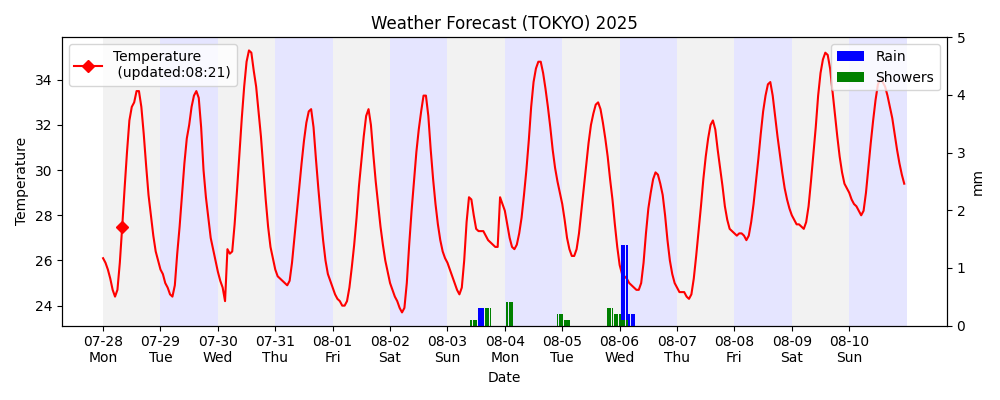 Weather Forecast (TOKYO) 2025
Temperature
(updated:08:21)
Rain
Showers
Temperature
34
32
30
28
26
24
5
4
3
2
1
0
mm
07-28 07-29 07-30 07-31 08-01 08-02 08-03 08-04 08-05 08-06 08-07 08-08 08-09 08-10
Mon Tue Wed Thu Fri Sat Sun Mon Tue Wed Thu Fri Sat Sun
Date